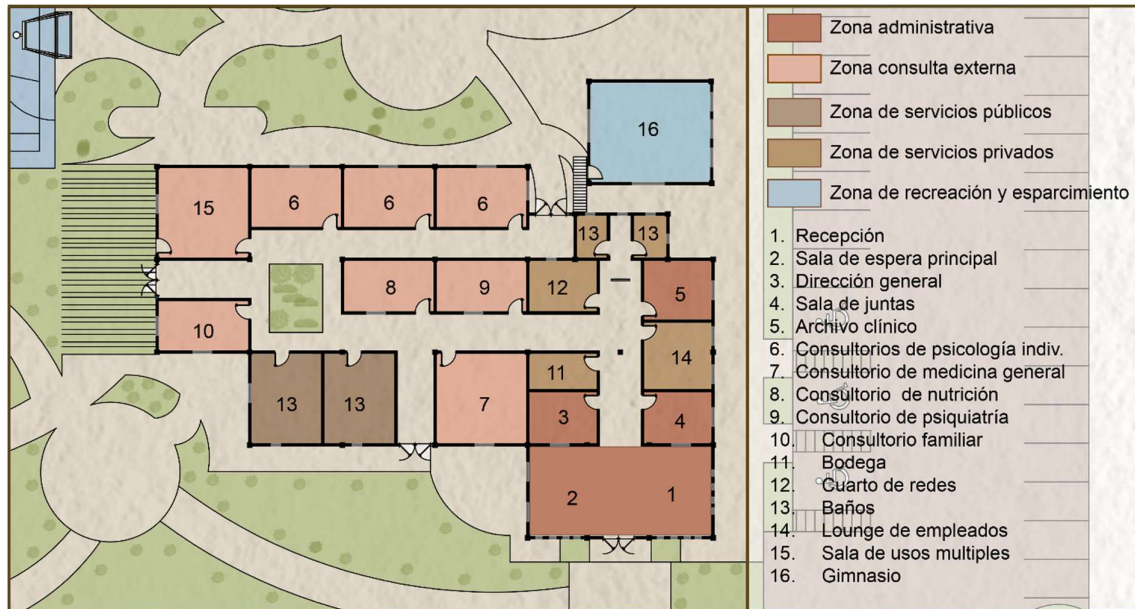 16
15
6
6
6
13
13
8
9
12
5
10
14
11
13
13
7
3
4
2
1
Zona administrativa
Zona consulta externa
Zona de servicios públicos
Zona de servicios privados
Zona de recreación y esparcimiento
1. Recepción
2. Sala de espera principal
3. Dirección general
4. Sala de juntas
5. Archivo clínico
6. Consultorios de psicología indiv.
7. Consultorio de medicina general
8. Consultorio de nutrición
9. Consultorio de psiquiatría
10. Consultorio familiar
11. Bodega
12. Cuarto de redes
13. Baños
14. Lounge de empleados
15. Sala de usos multiples
16. Gimnasio